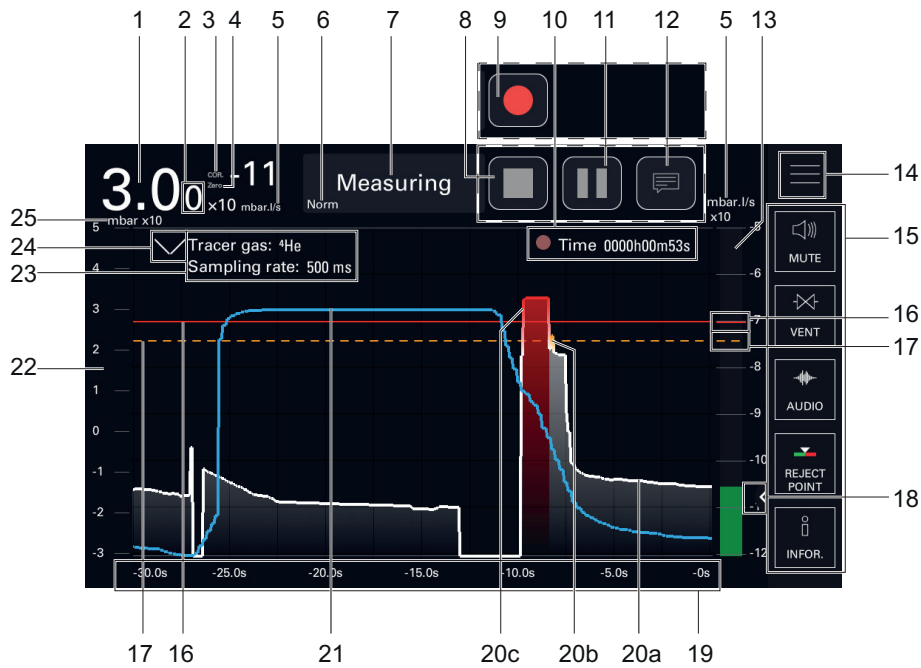 1 2 3 4 5 6 7 8 9 10 11 12 5 13
3.00 COR. Zero ×10 -11 mbar.l/s
Norm
Measuring
mbar.l/s
x10
mbar x10
Tracer gas: ⁴He
Sampling rate: 500 ms
Time 0000h00m53s
5
4
3
2
1
0
-1
-2
-3
-5
-6
-7
-8
-9
-10
-12
-30.0s -25.0s -20.0s -15.0s -10.0s -5.0s -0s
MUTE
VENT
AUDIO
REJECT
POINT
INFOR.
14
15
16
17
18
25
24
23
22
17 16 21 20c 20b 20a 19